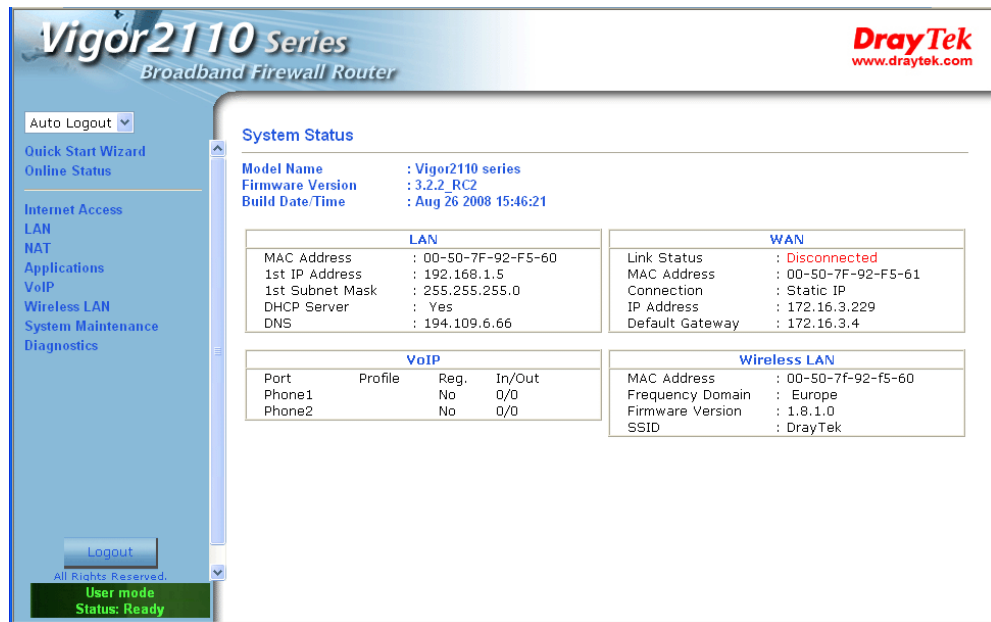 Vigor2110 Series
Broadband Firewall Router
DrayTek
www.draytek.com
Auto Logout
Quick Start Wizard
Online Status
Internet Access
LAN
NAT
Applications
VoIP
Wireless LAN
System Maintenance
Diagnostics
Logout
All Rights Reserved.
User mode
Status: Ready
System Status
Model Name : Vigor2110 series
Firmware Version : 3.2.2_RC2
Build Date/Time : Aug 26 2008 15:46:21
LAN
MAC Address : 00-50-7F-92-F5-60
1st IP Address : 192.168.1.5
1st Subnet Mask : 255.255.255.0
DHCP Server : Yes
DNS : 194.109.6.66
WAN
Link Status : Disconnected
MAC Address : 00-50-7F-92-F5-61
Connection : Static IP
IP Address : 172.16.3.229
Default Gateway : 172.16.3.4
VoIP
Port Profile Reg. In/Out
Phone1 No 0/0
Phone2 No 0/0
Wireless LAN
MAC Address : 00-50-7f-92-f5-60
Frequency Domain : Europe
Firmware Version : 1.8.1.0
SSID : DrayTek